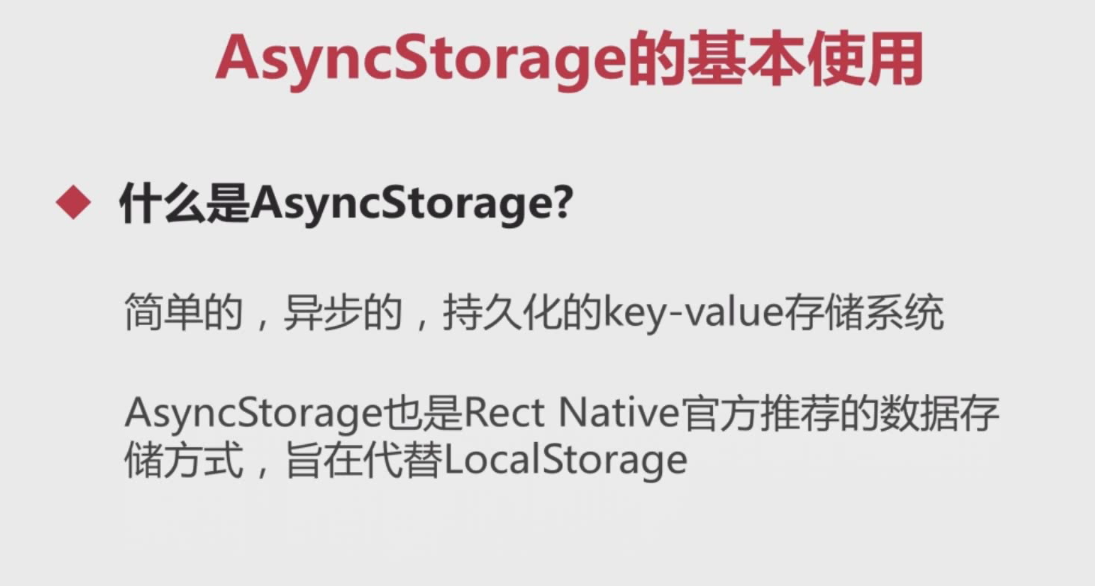 AsyncStorage的基本使用
什么是AsyncStorage?
简单的，异步的，持久化的key-value存储系统
AsyncStorage也是Rect Native官方推荐的数据存
储方式，旨在代替LocalStorage